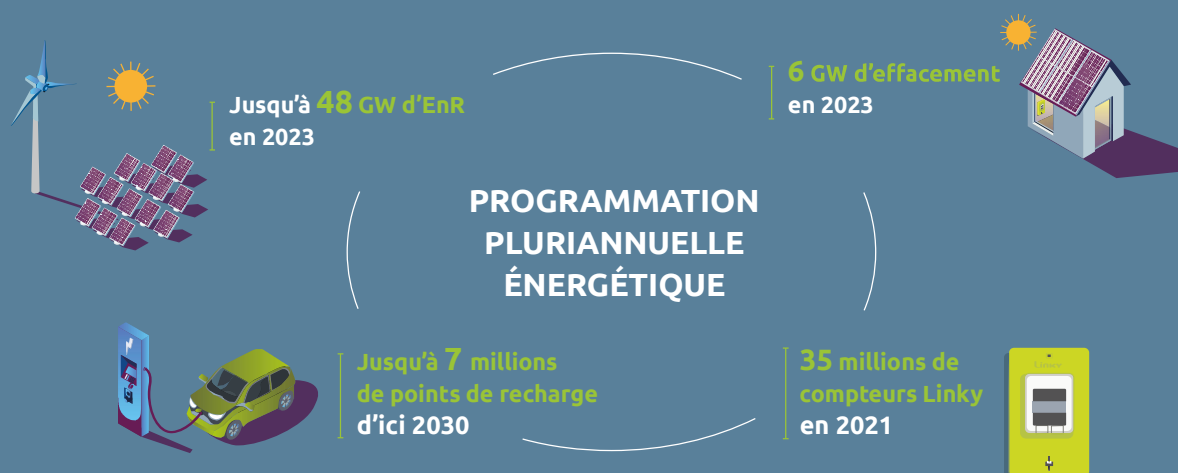 Jusqu'à 48 GW d'EnR
en 2023
6 GW d'effacement
en 2023
PROGRAMMATION
PLURIANNUELLE
ÉNERGÉTIQUE
Jusqu'à 7 millions
de points de recharge
d'ici 2030
35 millions de
compteurs Linky
en 2021
Linky